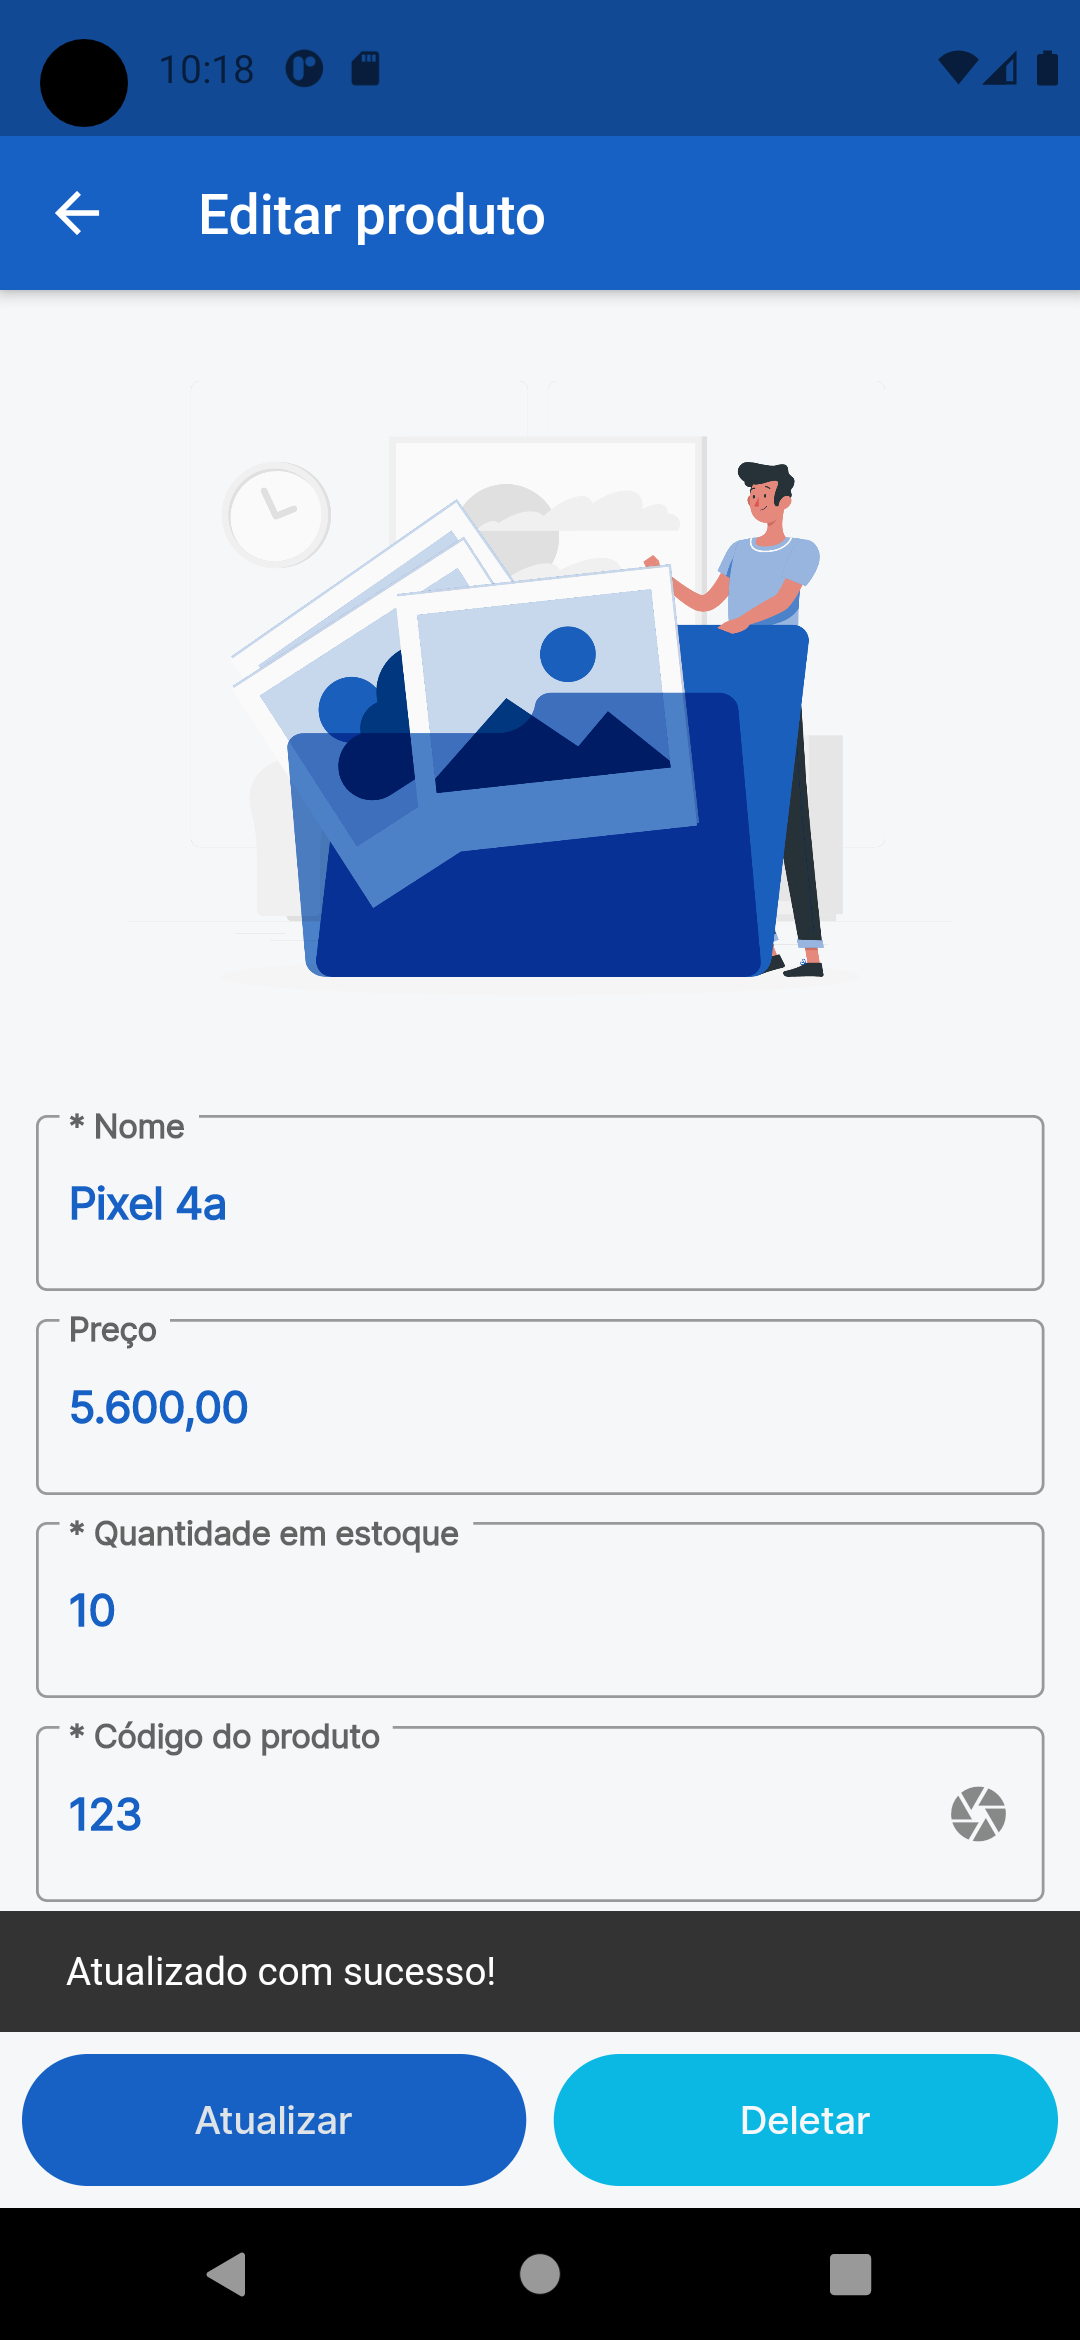 10:18
Editar produto
* Nome
Pixel 4a
Preço
5.600,00
* Quantidade em estoque
10
* Código do produto
123
Atualizado com sucesso!
Atualizar
Deletar